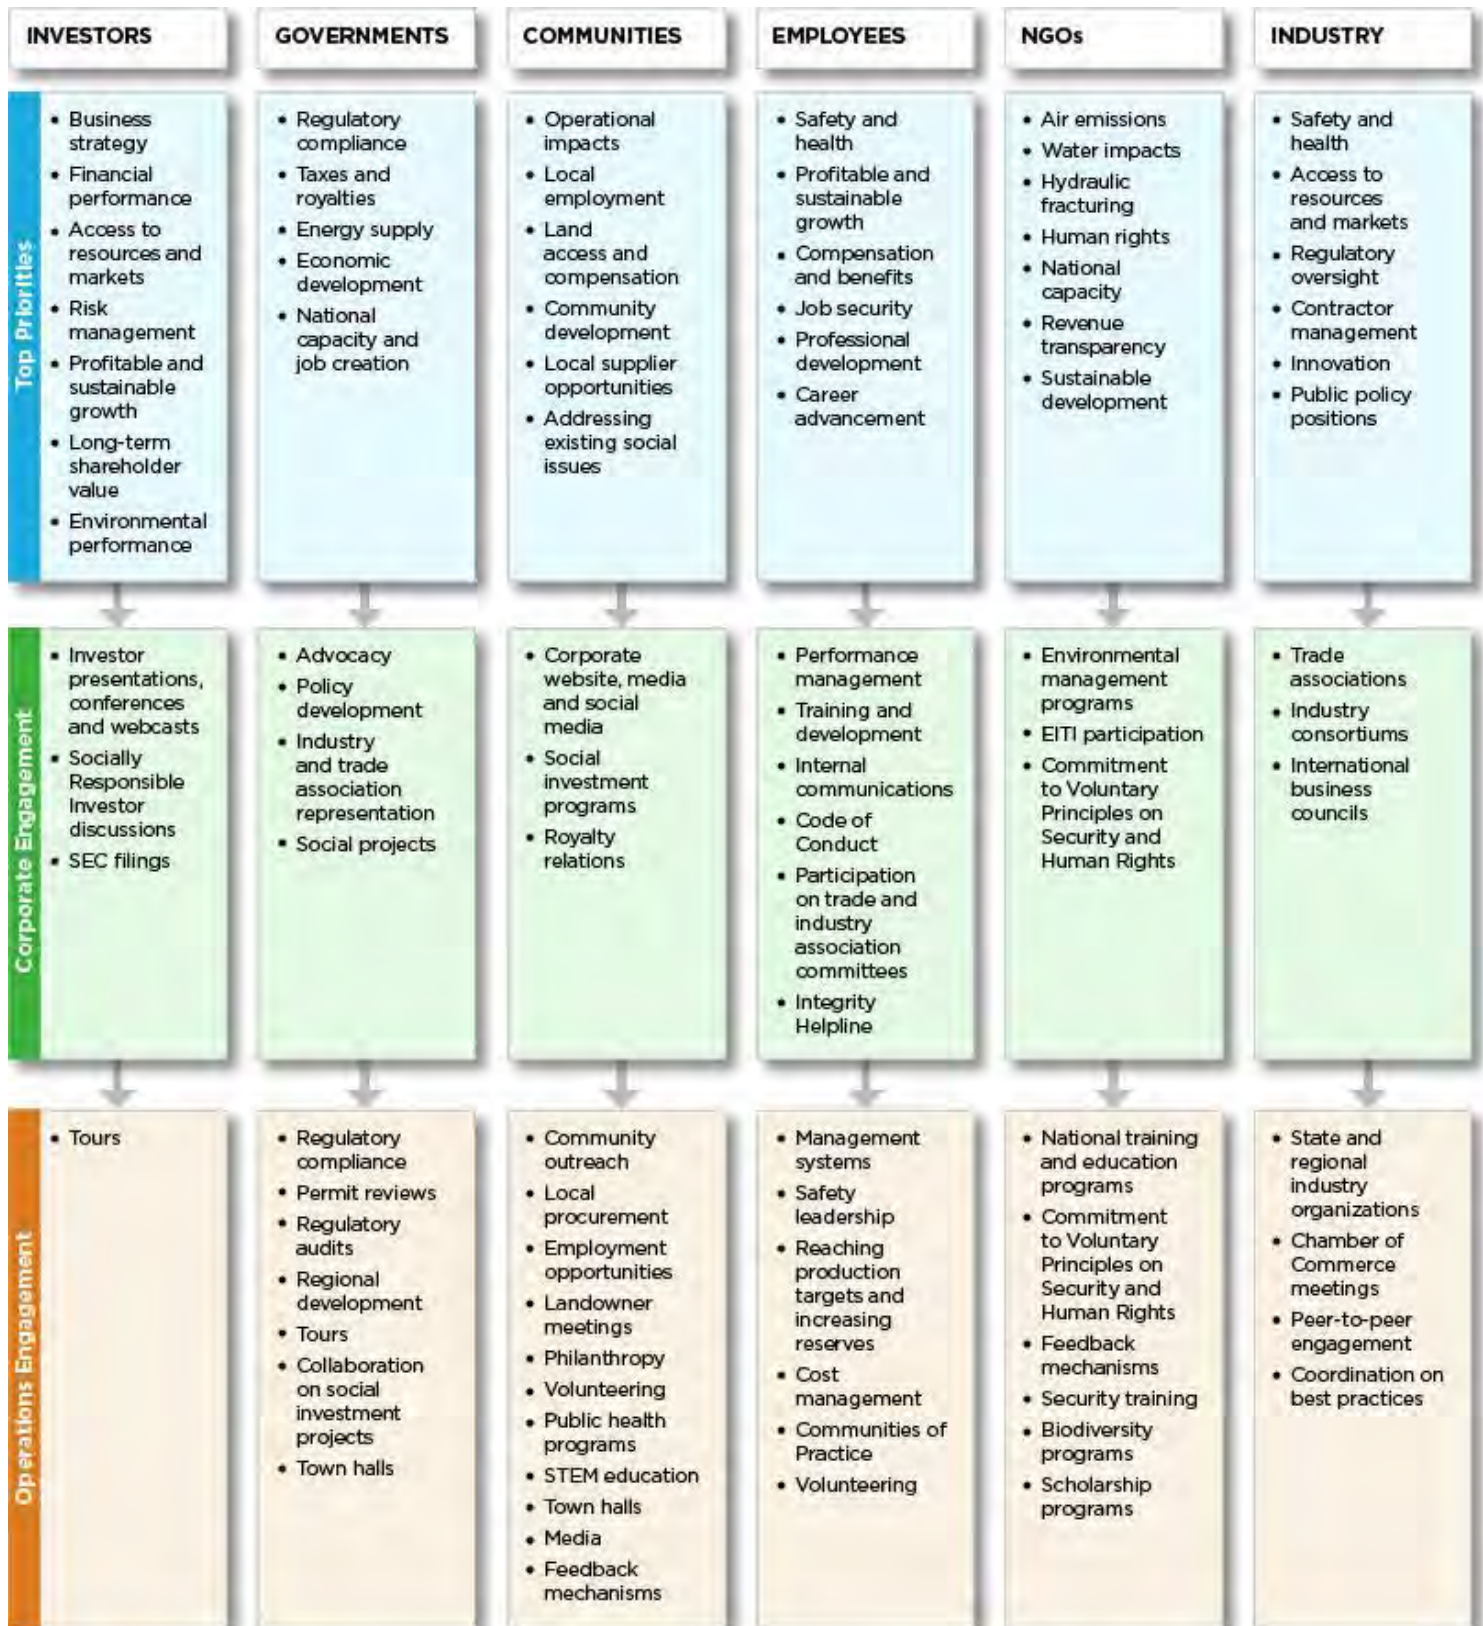 INVESTORS
GOVERNMENTS
COMMUNITIES
EMPLOYEES
NGOs
INDUSTRY
Top Priorities
• Business
strategy
• Financial
performance
• Access to
resources and
markets
• Risk
management
• Profitable and
sustainable
growth
• Long-term
shareholder
value
• Environmental
performance
• Regulatory
compliance
• Taxes and
royalties
• Energy supply
• Economic
development
• National
capacity and
job creation
• Operational
impacts
• Local
employment
• Land
access and
compensation
• Community
development
• Local supplier
opportunities
• Addressing
existing social
issues
• Safety and
health
• Profitable and
sustainable
growth
• Compensation
and benefits
• Job security
• Professional
development
• Career
advancement
• Air emissions
• Water impacts
• Hydraulic
fracturing
• Human rights
• National
capacity
• Revenue
transparency
• Sustainable
development
• Safety and
health
• Access to
resources
and markets
• Regulatory
oversight
• Contractor
management
• Innovation
• Public policy
positions
Corporate Engagement
• Investor
presentations,
conferences
and webcasts
• Socially
Responsible
Investor
discussions
• SEC filings
• Advocacy
• Policy
development
• Industry
and trade
association
representation
• Social projects
• Corporate
website, media
and social
media
• Social
investment
programs
• Royalty
relations
• Performance
management
• Training and
development
• Internal
communications
• Code of
Conduct
• Participation
on trade and
industry
association
committees
• Integrity
Helpline
• Environmental
management
programs
• EITI participation
• Commitment
to Voluntary
Principles on
Security and
Human Rights
• Trade
associations
• Industry
consortiums
• International
business
councils
Operations Engagement
• Tours
• Regulatory
compliance
• Permit reviews
• Regulatory
audits
• Regional
development
• Tours
• Collaboration
on social
investment
projects
• Town halls
• Community
outreach
• Local
procurement
• Employment
opportunities
• Landowner
meetings
• Philanthropy
• Volunteering
• Public health
programs
• STEM education
• Town halls
• Media
• Feedback
mechanisms
• Management
systems
• Safety
leadership
• Reaching
production
targets and
increasing
reserves
• Cost
management
• Communities of
Practice
• Volunteering
• National training
and education
programs
• Commitment
to Voluntary
Principles on
Security and
Human Rights
• Feedback
mechanisms
• Security training
• Biodiversity
programs
• Scholarship
programs
• State and
regional
industry
organizations
• Chamber of
Commerce
meetings
• Peer-to-peer
engagement
• Coordination on
best practices